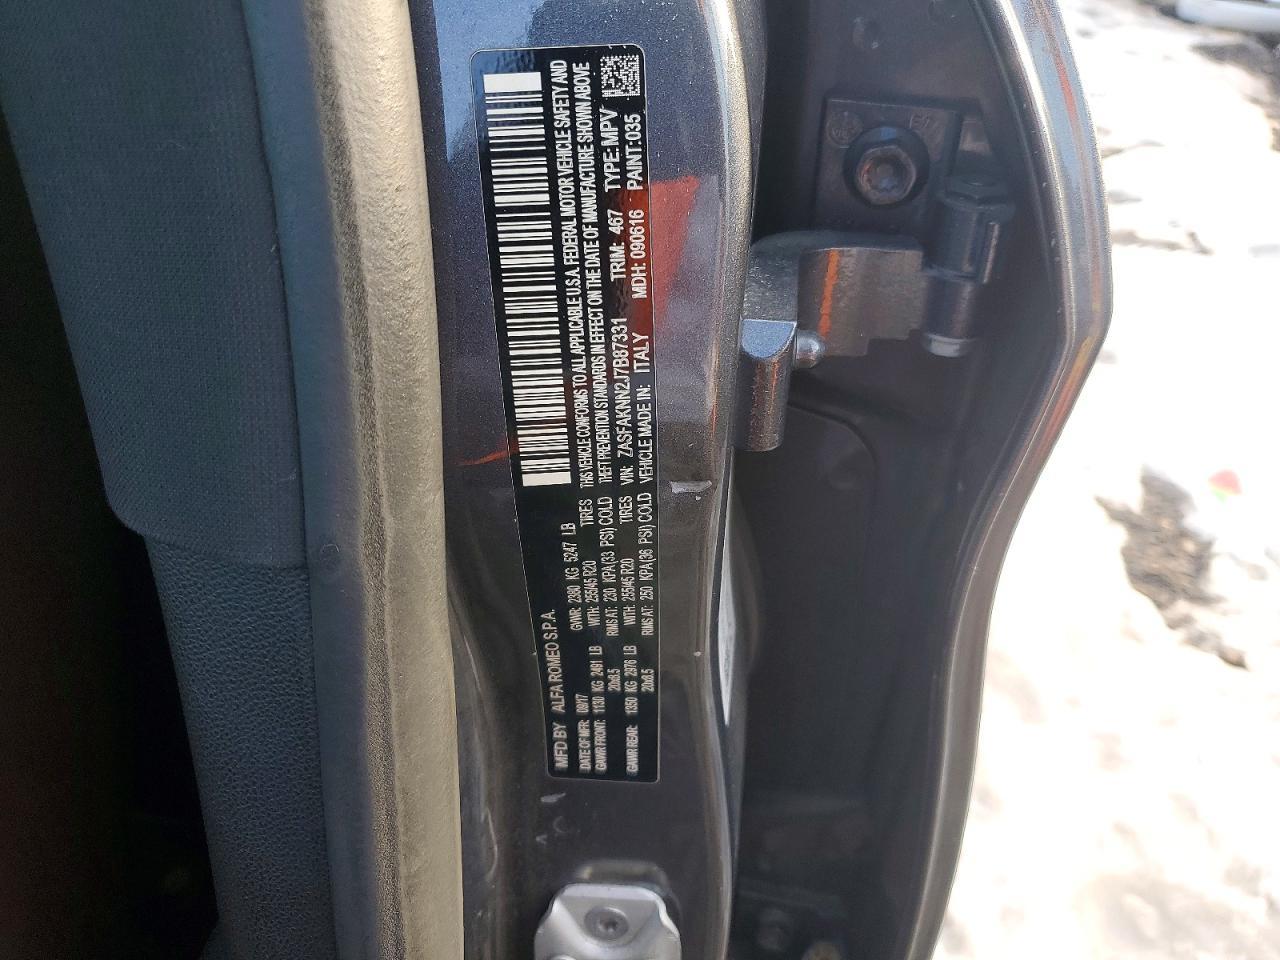 MFD BY ALFA ROMEO S.P.A.
DATE OF MFR: 09/17 GVWR: 2380 KG 5247 LB
GAWR FRONT: 1130 KG 2491 LB WITH: 255/45 R20 TIRES
20x8.5 RIMS AT: 230 KPA(33 PSI) COLD
GAWR REAR: 1350 KG 2976 LB WITH: 255/45 R20 TIRES
20x8.5 RIMS AT: 250 KPA(36 PSI) COLD
THIS VEHICLE CONFORMS TO ALL APPLICABLE U.S.A. FEDERAL MOTOR VEHICLE SAFETY AND
THEFT PREVENTION STANDARDS IN EFFECT ON THE DATE OF MANUFACTURE SHOWN ABOVE
VIN: ZASFAKNN2J7B87331 TRIM: 467 TYPE: MPV
VEHICLE MADE IN: ITALY MDH: 090616 PAINT: 035